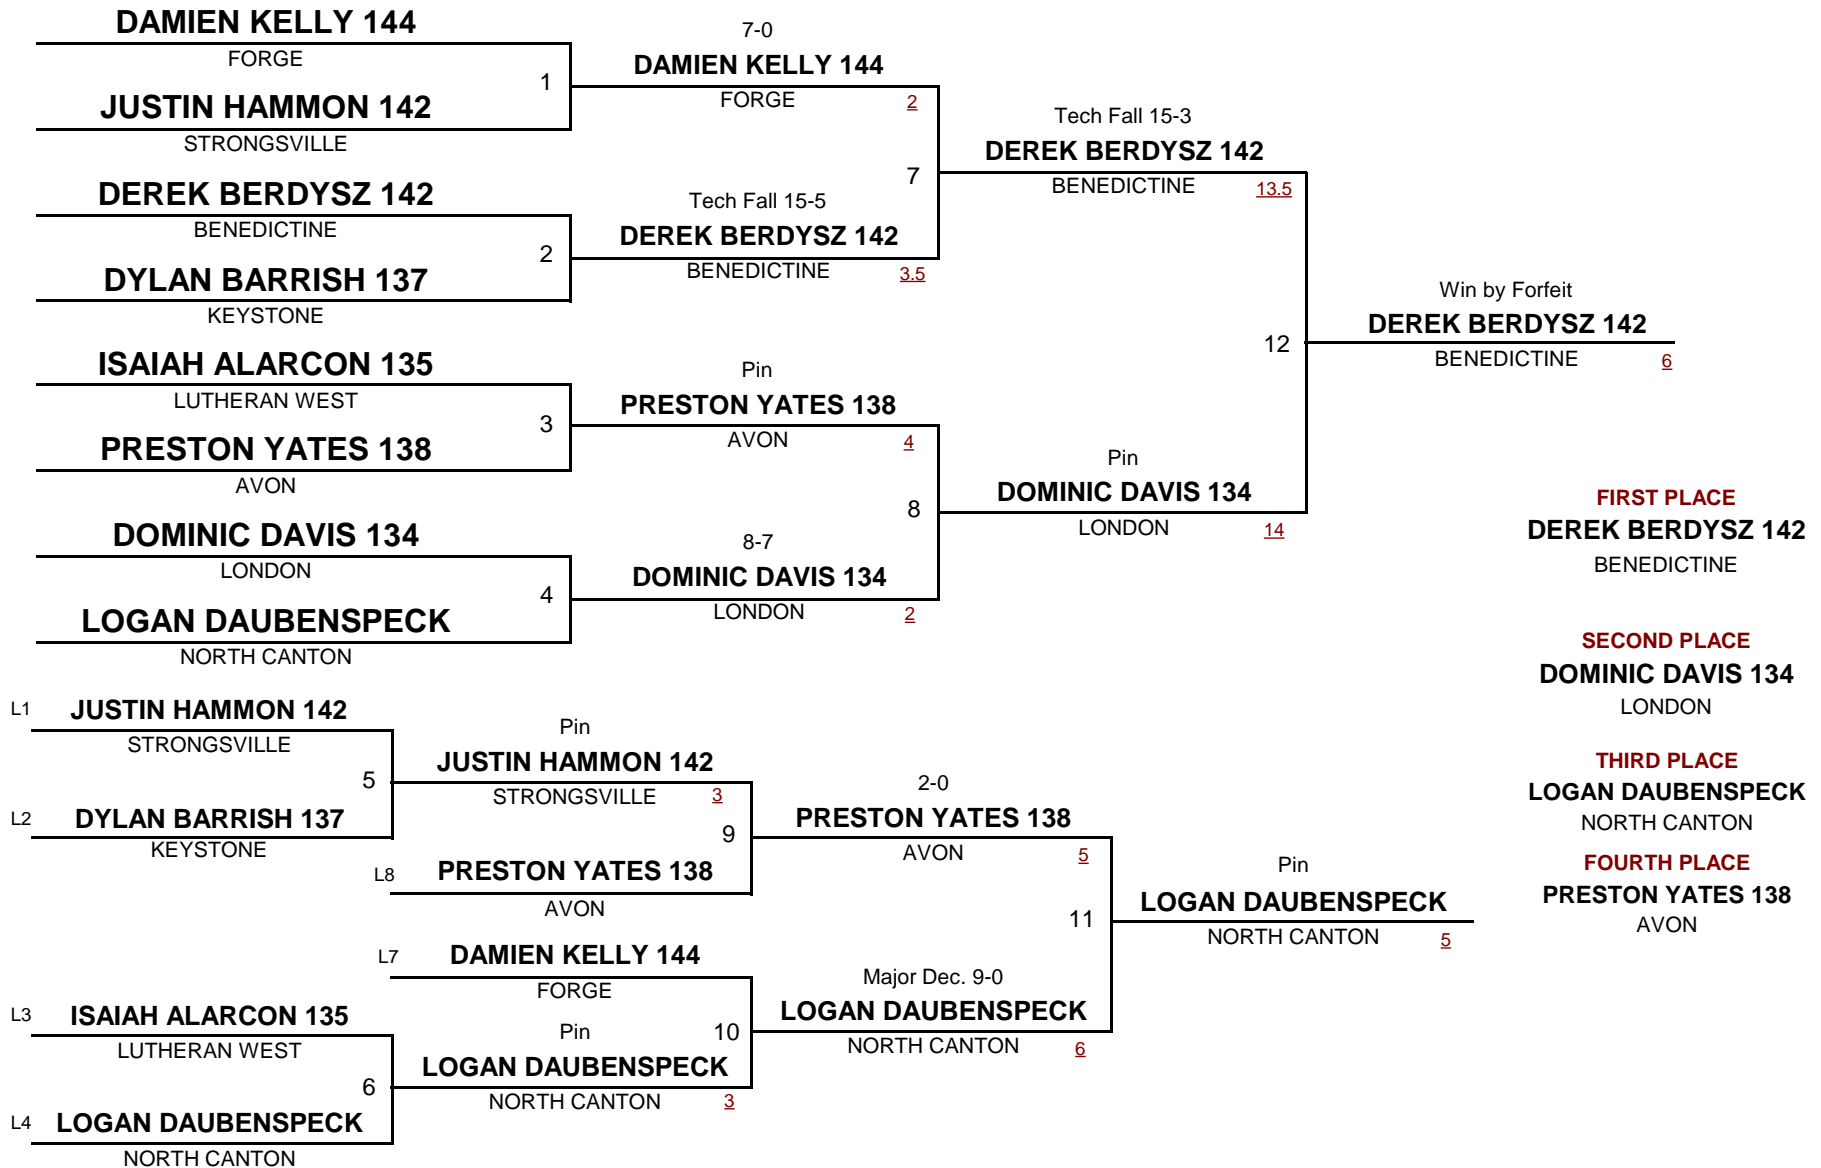 DAMIEN KELLY 144
FORGE
1
JUSTIN HAMMON 142
STRONGSVILLE
DEREK BERDYSZ 142
BENEDICTINE
2
DYLAN BARRISH 137
KEYSTONE
ISAIAH ALARCON 135
LUTHERAN WEST
3
PRESTON YATES 138
AVON
DOMINIC DAVIS 134
LONDON
4
LOGAN DAUBENSPECK
NORTH CANTON
7-0
DAMIEN KELLY 144
FORGE 2
7
Tech Fall 15-5
DEREK BERDYSZ 142
BENEDICTINE 3.5
Pin
PRESTON YATES 138
AVON 4
8
8-7
DOMINIC DAVIS 134
LONDON 2
Tech Fall 15-3
DEREK BERDYSZ 142
BENEDICTINE 13.5
12
Pin
DOMINIC DAVIS 134
LONDON 14
Win by Forfeit
DEREK BERDYSZ 142
BENEDICTINE 6
FIRST PLACE
DEREK BERDYSZ 142
BENEDICTINE
SECOND PLACE
DOMINIC DAVIS 134
LONDON
THIRD PLACE
LOGAN DAUBENSPECK
NORTH CANTON
FOURTH PLACE
PRESTON YATES 138
AVON
L1 JUSTIN HAMMON 142
STRONGSVILLE
5
L2 DYLAN BARRISH 137
KEYSTONE
Pin
JUSTIN HAMMON 142
STRONGSVILLE 3
9
L8 PRESTON YATES 138
AVON
L7 DAMIEN KELLY 144
FORGE
10
L3 ISAIAH ALARCON 135
LUTHERAN WEST
6
L4 LOGAN DAUBENSPECK
NORTH CANTON
Pin
LOGAN DAUBENSPECK
NORTH CANTON 3
2-0
PRESTON YATES 138
AVON 5
11
Major Dec. 9-0
LOGAN DAUBENSPECK
NORTH CANTON 6
Pin
LOGAN DAUBENSPECK
NORTH CANTON 5